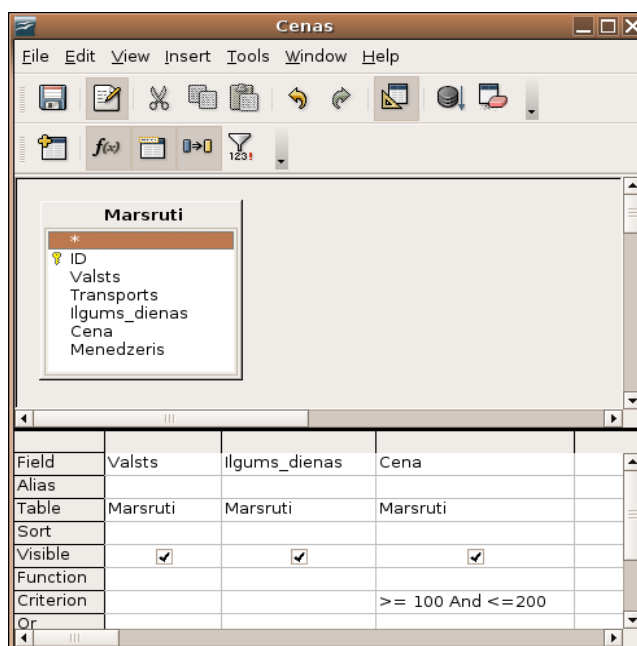 Cenas
File Edit View Insert Tools Window Help
f(x) 123!
Marsruti
*
ID
Valsts
Transports
Ilgums_dienas
Cena
Menedzeris
Field Valsts Ilgums_dienas Cena
Alias
Table Marsruti Marsruti Marsruti
Sort
Visible
Function
Criterion >= 100 And <=200
Or